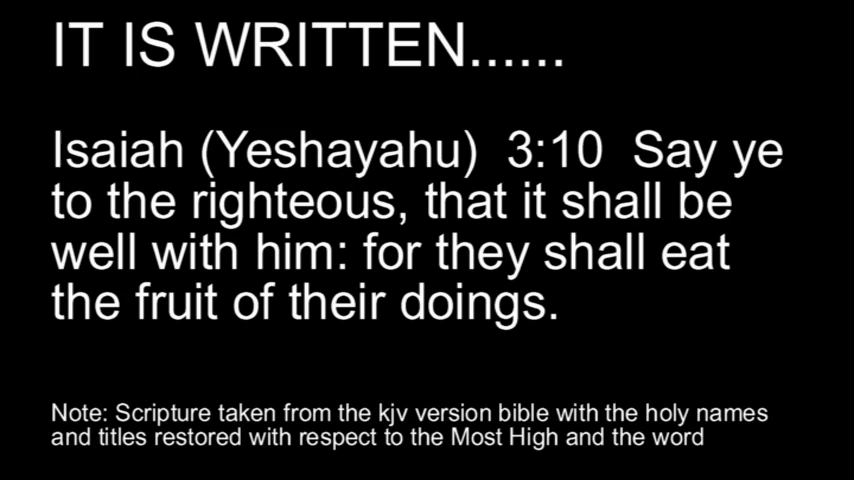 IT IS WRITTEN......
Isaiah (Yeshayahu) 3:10 Say ye
to the righteous, that it shall be
well with him: for they shall eat
the fruit of their doings.
Note: Scripture taken from the kjv version bible with the holy names
and titles restored with respect to the Most High and the word